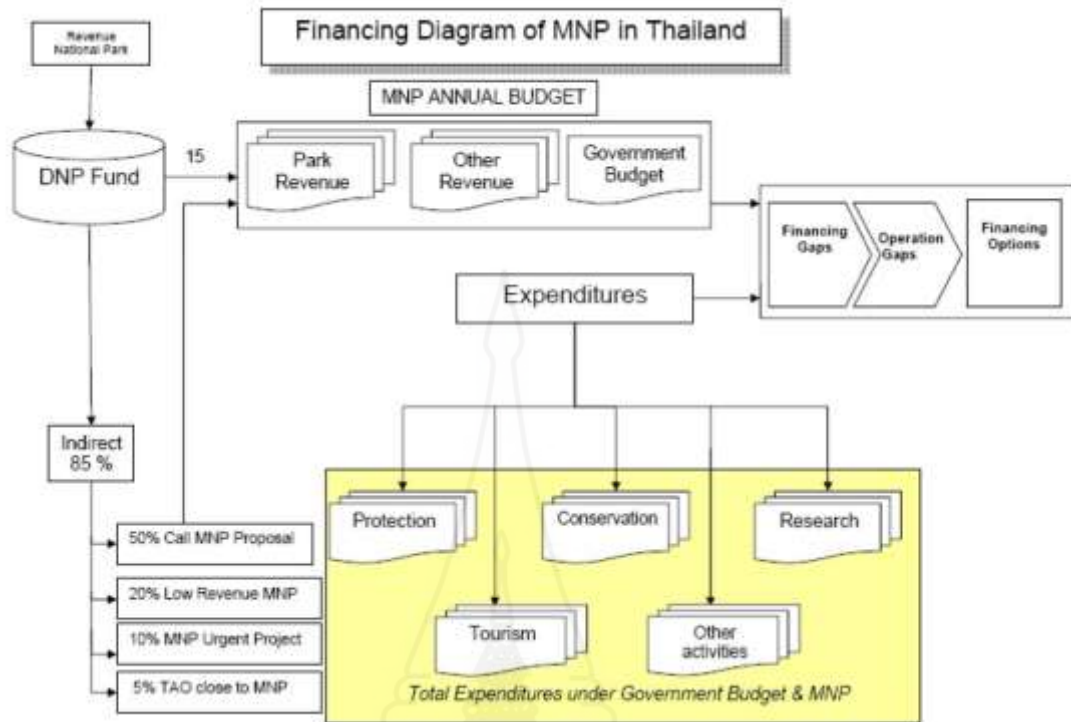 Revenue
National Park
Financing Diagram of MNP in Thailand
MNP ANNUAL BUDGET
DNP Fund
15
Park
Revenue
Other
Revenue
Government
Budget
Financing
Gaps
Operation
Gaps
Financing
Options
Expenditures
Indirect
85 %
50% Call MNP Proposal
20% Low Revenue MNP
10% MNP Urgent Project
5% TAO close to MNP
Protection
Conservation
Research
Tourism
Other
activities
Total Expenditures under Government Budget & MNP